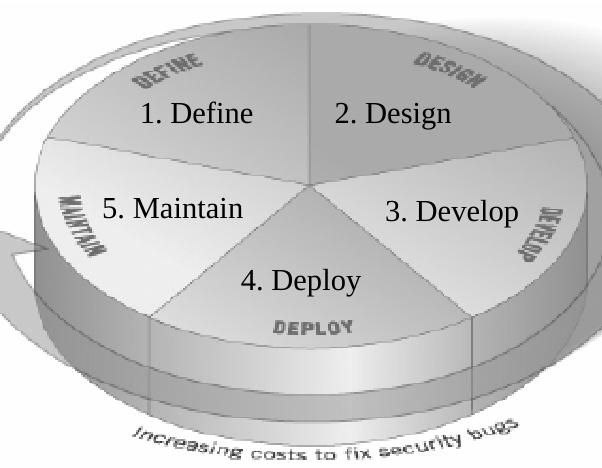 DEFINE
DESIGN
1. Define
2. Design
MAINTAIN
5. Maintain
3. Develop
DEVELOP
4. Deploy
DEPLOY
Increasing costs to fix security bugs